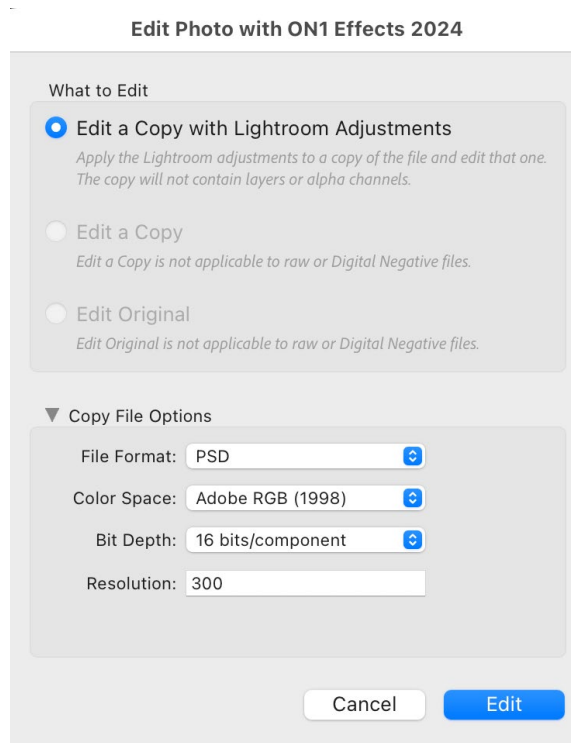 Edit Photo with ON1 Effects 2024
What to Edit
Edit a Copy with Lightroom Adjustments
Apply the Lightroom adjustments to a copy of the file and edit that one.
The copy will not contain layers or alpha channels.
Edit a Copy
Edit a Copy is not applicable to raw or Digital Negative files.
Edit Original
Edit Original is not applicable to raw or Digital Negative files.
Copy File Options
File Format: PSD
Color Space: Adobe RGB (1998)
Bit Depth: 16 bits/component
Resolution: 300
Cancel Edit